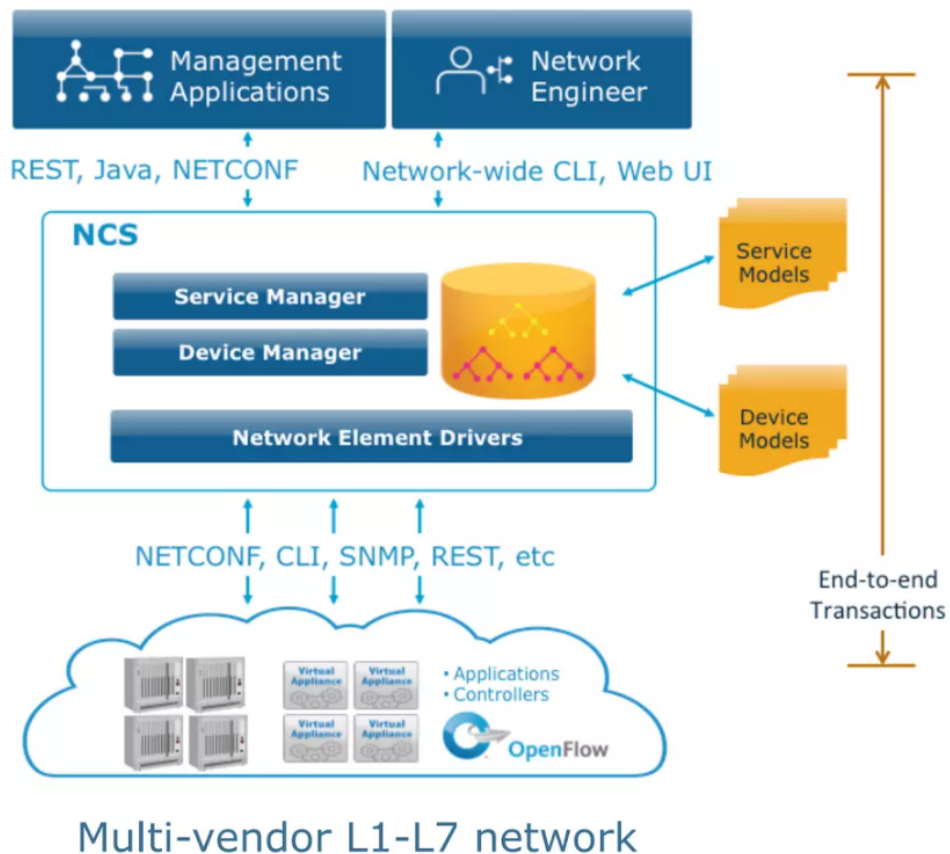 Management
Applications
Network
Engineer
REST, Java, NETCONF
Network-wide CLI, Web UI
NCS
Service Manager
Device Manager
Network Element Drivers
Service
Models
Device
Models
NETCONF, CLI, SNMP, REST, etc
End-to-end
Transactions
Virtual
Appliance
Virtual
Appliance
Virtual
Appliance
Virtual
Appliance
• Applications
• Controllers
OpenFlow
Multi-vendor L1-L7 network